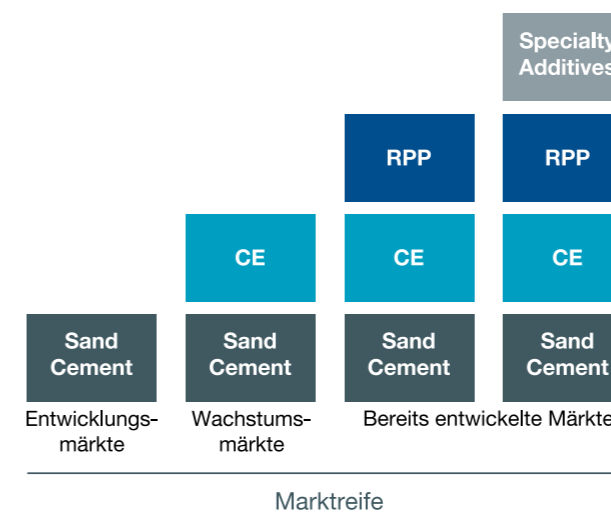 Specialty
Additives
RPP
RPP
CE
CE
CE
Sand
Cement
Sand
Cement
Sand
Cement
Sand
Cement
Entwicklungs-
märkte
Wachstums-
märkte
Bereits entwickelte Märkte
Marktreife